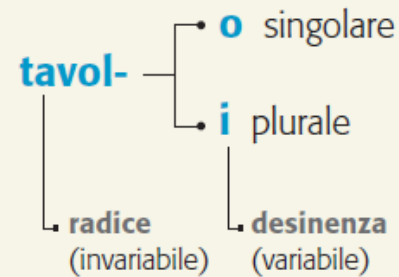 o singolare
tavol-
i plurale
radice desinenza
(invariabile) (variabile)